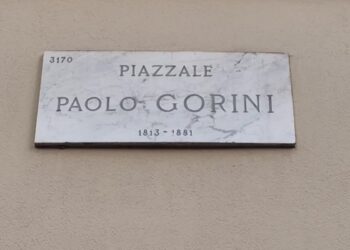 3170
PIAZZALE
PAOLO GORINI
1813 - 1881